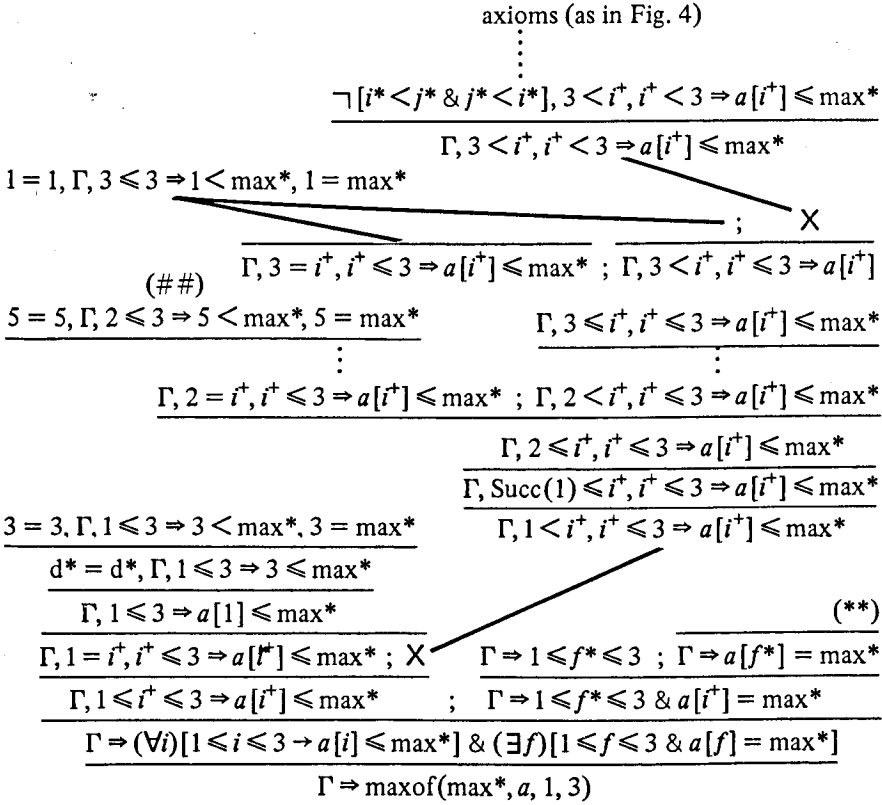 axioms (as in Fig. 4)
¬[i*<j* & j*<i*], 3<i⁺, i⁺<3⇒a[i⁺]⩽max*
Γ, 3<i⁺, i⁺<3⇒a[i⁺]⩽max*
1=1, Γ, 3⩽3⇒1<max*, 1=max*
; X
Γ, 3=i⁺, i⁺⩽3⇒a[i⁺]⩽max* ; Γ, 3<i⁺, i⁺⩽3⇒a[i⁺]
(##)
5=5, Γ, 2⩽3⇒5<max*, 5=max* Γ, 3⩽i⁺, i⁺⩽3⇒a[i⁺]⩽max*
Γ, 2=i⁺, i⁺⩽3⇒a[i⁺]⩽max* ; Γ, 2<i⁺, i⁺⩽3⇒a[i⁺]⩽max*
Γ, 2⩽i⁺, i⁺⩽3⇒a[i⁺]⩽max*
Γ, Succ(1)⩽i⁺, i⁺⩽3⇒a[i⁺]⩽max*
3=3, Γ, 1⩽3⇒3<max*, 3=max* Γ, 1<i⁺, i⁺⩽3⇒a[i⁺]⩽max*
d*=d*, Γ, 1⩽3⇒3⩽max*
Γ, 1⩽3⇒a[1]⩽max* (**)
Γ, 1=i⁺, i⁺⩽3⇒a[i⁺]⩽max* ; X Γ⇒1⩽f*⩽3 ; Γ⇒a[f*]=max*
Γ, 1⩽i⁺⩽3⇒a[i⁺]⩽max* ; Γ⇒1⩽f*⩽3 & a[i⁺]=max*
Γ⇒(∀i)[1⩽i⩽3→a[i]⩽max*] & (∃f)[1⩽f⩽3 & a[f]=max*]
Γ⇒maxof(max*, a, 1, 3)